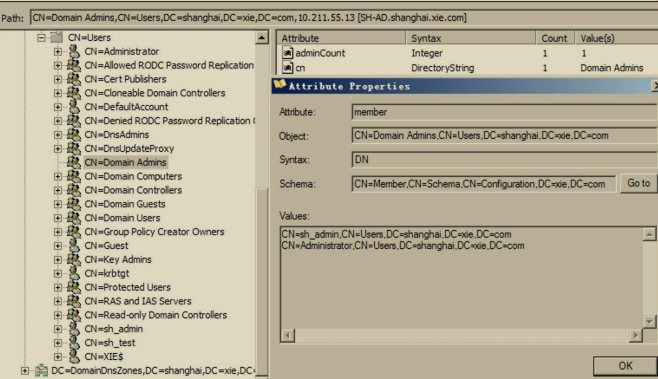 Path: CN=Domain Admins,CN=Users,DC=shanghai,DC=xie,DC=com,10.211.55.13 [SH-AD.shanghai.xie.com]
CN=Users
CN=Administrator
CN=Allowed RODC Password Replication
CN=Cert Publishers
CN=Cloneable Domain Controllers
CN=DefaultAccount
CN=Denied RODC Password Replication
CN=DnsAdmins
CN=DnsUpdateProxy
CN=Domain Admins
CN=Domain Computers
CN=Domain Controllers
CN=Domain Guests
CN=Domain Users
CN=Group Policy Creator Owners
CN=Guest
CN=Key Admins
CN=krbtgt
CN=Protected Users
CN=RAS and IAS Servers
CN=Read-only Domain Controllers
CN=sh_admin
CN=sh_test
CN=XIE$
DC=DomainDnsZones,DC=shanghai,DC=xie,DC=
Attribute Syntax Count Value(s)
adminCount Integer 1 1
cn DirectoryString 1 Domain Admins
Attribute Properties
Attribute: member
Object: CN=Domain Admins,CN=Users,DC=shanghai,DC=xie,DC=com
Syntax: DN
Schema: CN=Member,CN=Schema,CN=Configuration,DC=xie,DC=com Go to
Values:
CN=sh_admin,CN=Users,DC=shanghai,DC=xie,DC=com
CN=Administrator,CN=Users,DC=shanghai,DC=xie,DC=com
OK